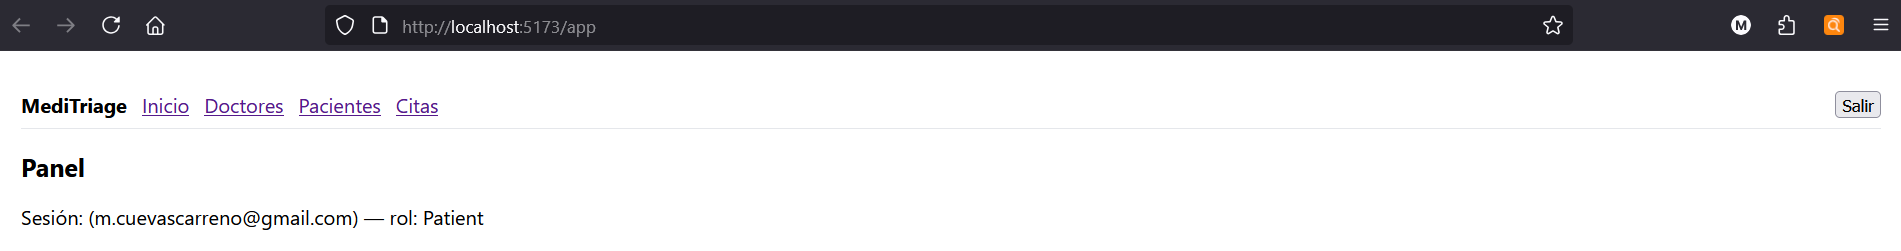 http://localhost:5173/app
M
MediTriage Inicio Doctores Pacientes Citas Salir
Panel
Sesión: (m.cuevascarreno@gmail.com) — rol: Patient